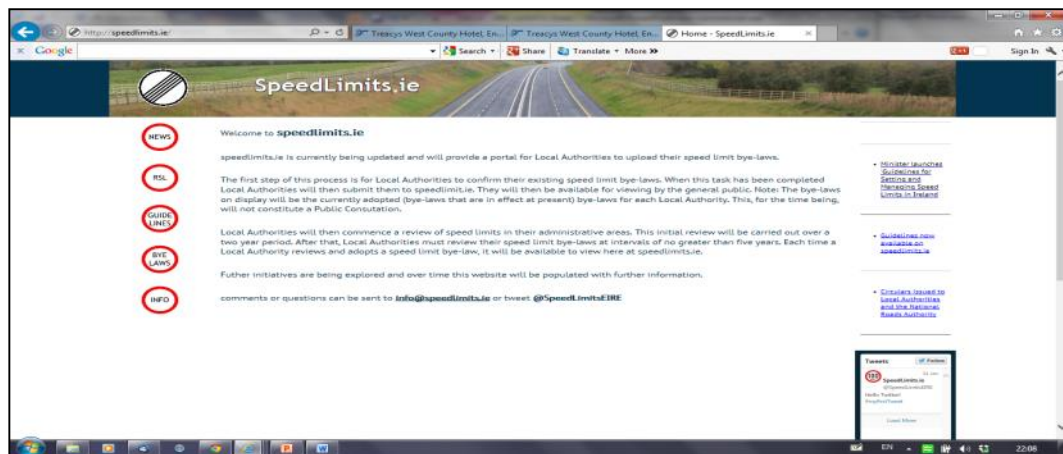 http://speedlimits.ie/
Treacys West County Hotel, En...
Treacys West County Hotel, En...
Home - SpeedLimits.ie
Google
Search
Share
Translate
More »
Sign In
SpeedLimits.ie
NEWS
RSL
GUIDE
LINES
BYE
LAWS
INFO
Welcome to speedlimits.ie
speedlimits.ie is currently being updated and will provide a portal for Local Authorities to upload their speed limit bye-laws.
The first step of this process is for Local Authorities to confirm their existing speed limit bye-laws. When this task has been completed
Local Authorities will then submit them to speedlimit.ie. They will then be available for viewing by the general public. Note: The bye-laws
on display will be the currently adopted (bye-laws that are in effect at present) bye-laws for each Local Authority. This, for the time being,
will not constitute a Public Consutation.
Local Authorities will then commence a review of speed limits in their administrative areas. This initial review will be carried out over a
two year period. After that, Local Authorities must review their speed limit bye-laws at intervals of no greater than five years. Each time a
Local Authority reviews and adopts a speed limit bye-law, it will be available to view here at speedlimits.ie.
Futher initiatives are being explored and over time this website will be populated with further information.
comments or questions can be sent to info@speedlimits.ie or tweet @SpeedLimitsEIRE
Minister launches
Guidelines for
Setting and
Managing Speed
Limits in Ireland
Guidelines now
available on
speedlimits.ie
Circulars issued to
Local Authorities
and the National
Roads Authority
Tweets
Follow
SpeedLimits.ie
@SpeedLimitsEIRE
Hello Twitter!
#myfirstTweet
Load More
EN
22:08